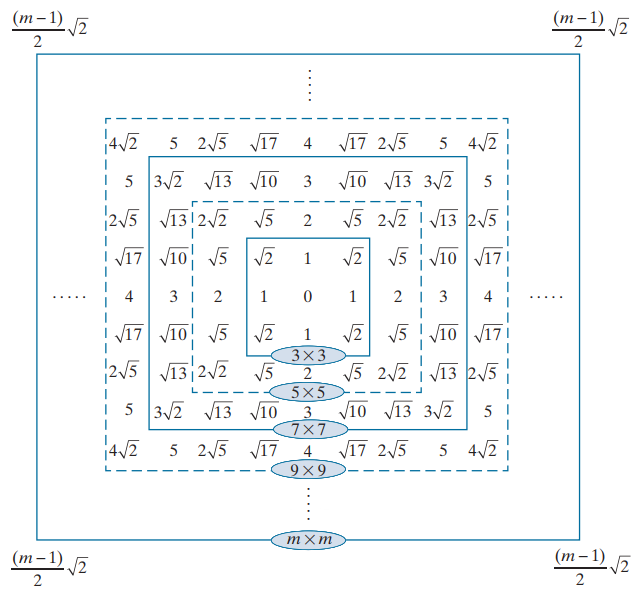 (m−1)/2 √2 (m−1)/2 √2
⋮
4√2 5 2√5 √17 4 √17 2√5 5 4√2
5 3√2 √13 √10 3 √10 √13 3√2 5
2√5 √13 2√2 √5 2 √5 2√2 √13 2√5
√17 √10 √5 √2 1 √2 √5 √10 √17
..... 4 3 2 1 0 1 2 3 4 .....
√17 √10 √5 √2 1 √2 √5 √10 √17
3×3
2√5 √13 2√2 √5 2 √5 2√2 √13 2√5
5×5
5 3√2 √13 √10 3 √10 √13 3√2 5
7×7
4√2 5 2√5 √17 4 √17 2√5 5 4√2
9×9
⋮
m×m
(m−1)/2 √2 (m−1)/2 √2